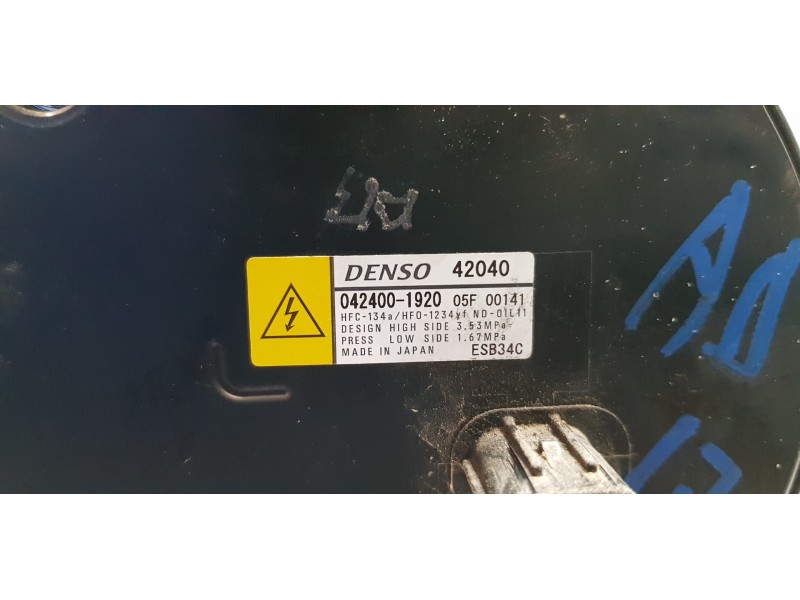 DENSO 42040
042400-1920 05F 00141
HFC-134a/HFO-1234yf ND-OIL11
DESIGN HIGH SIDE 3.53MPa
PRESS LOW SIDE 1.67MPa
MADE IN JAPAN ESB34C
AD